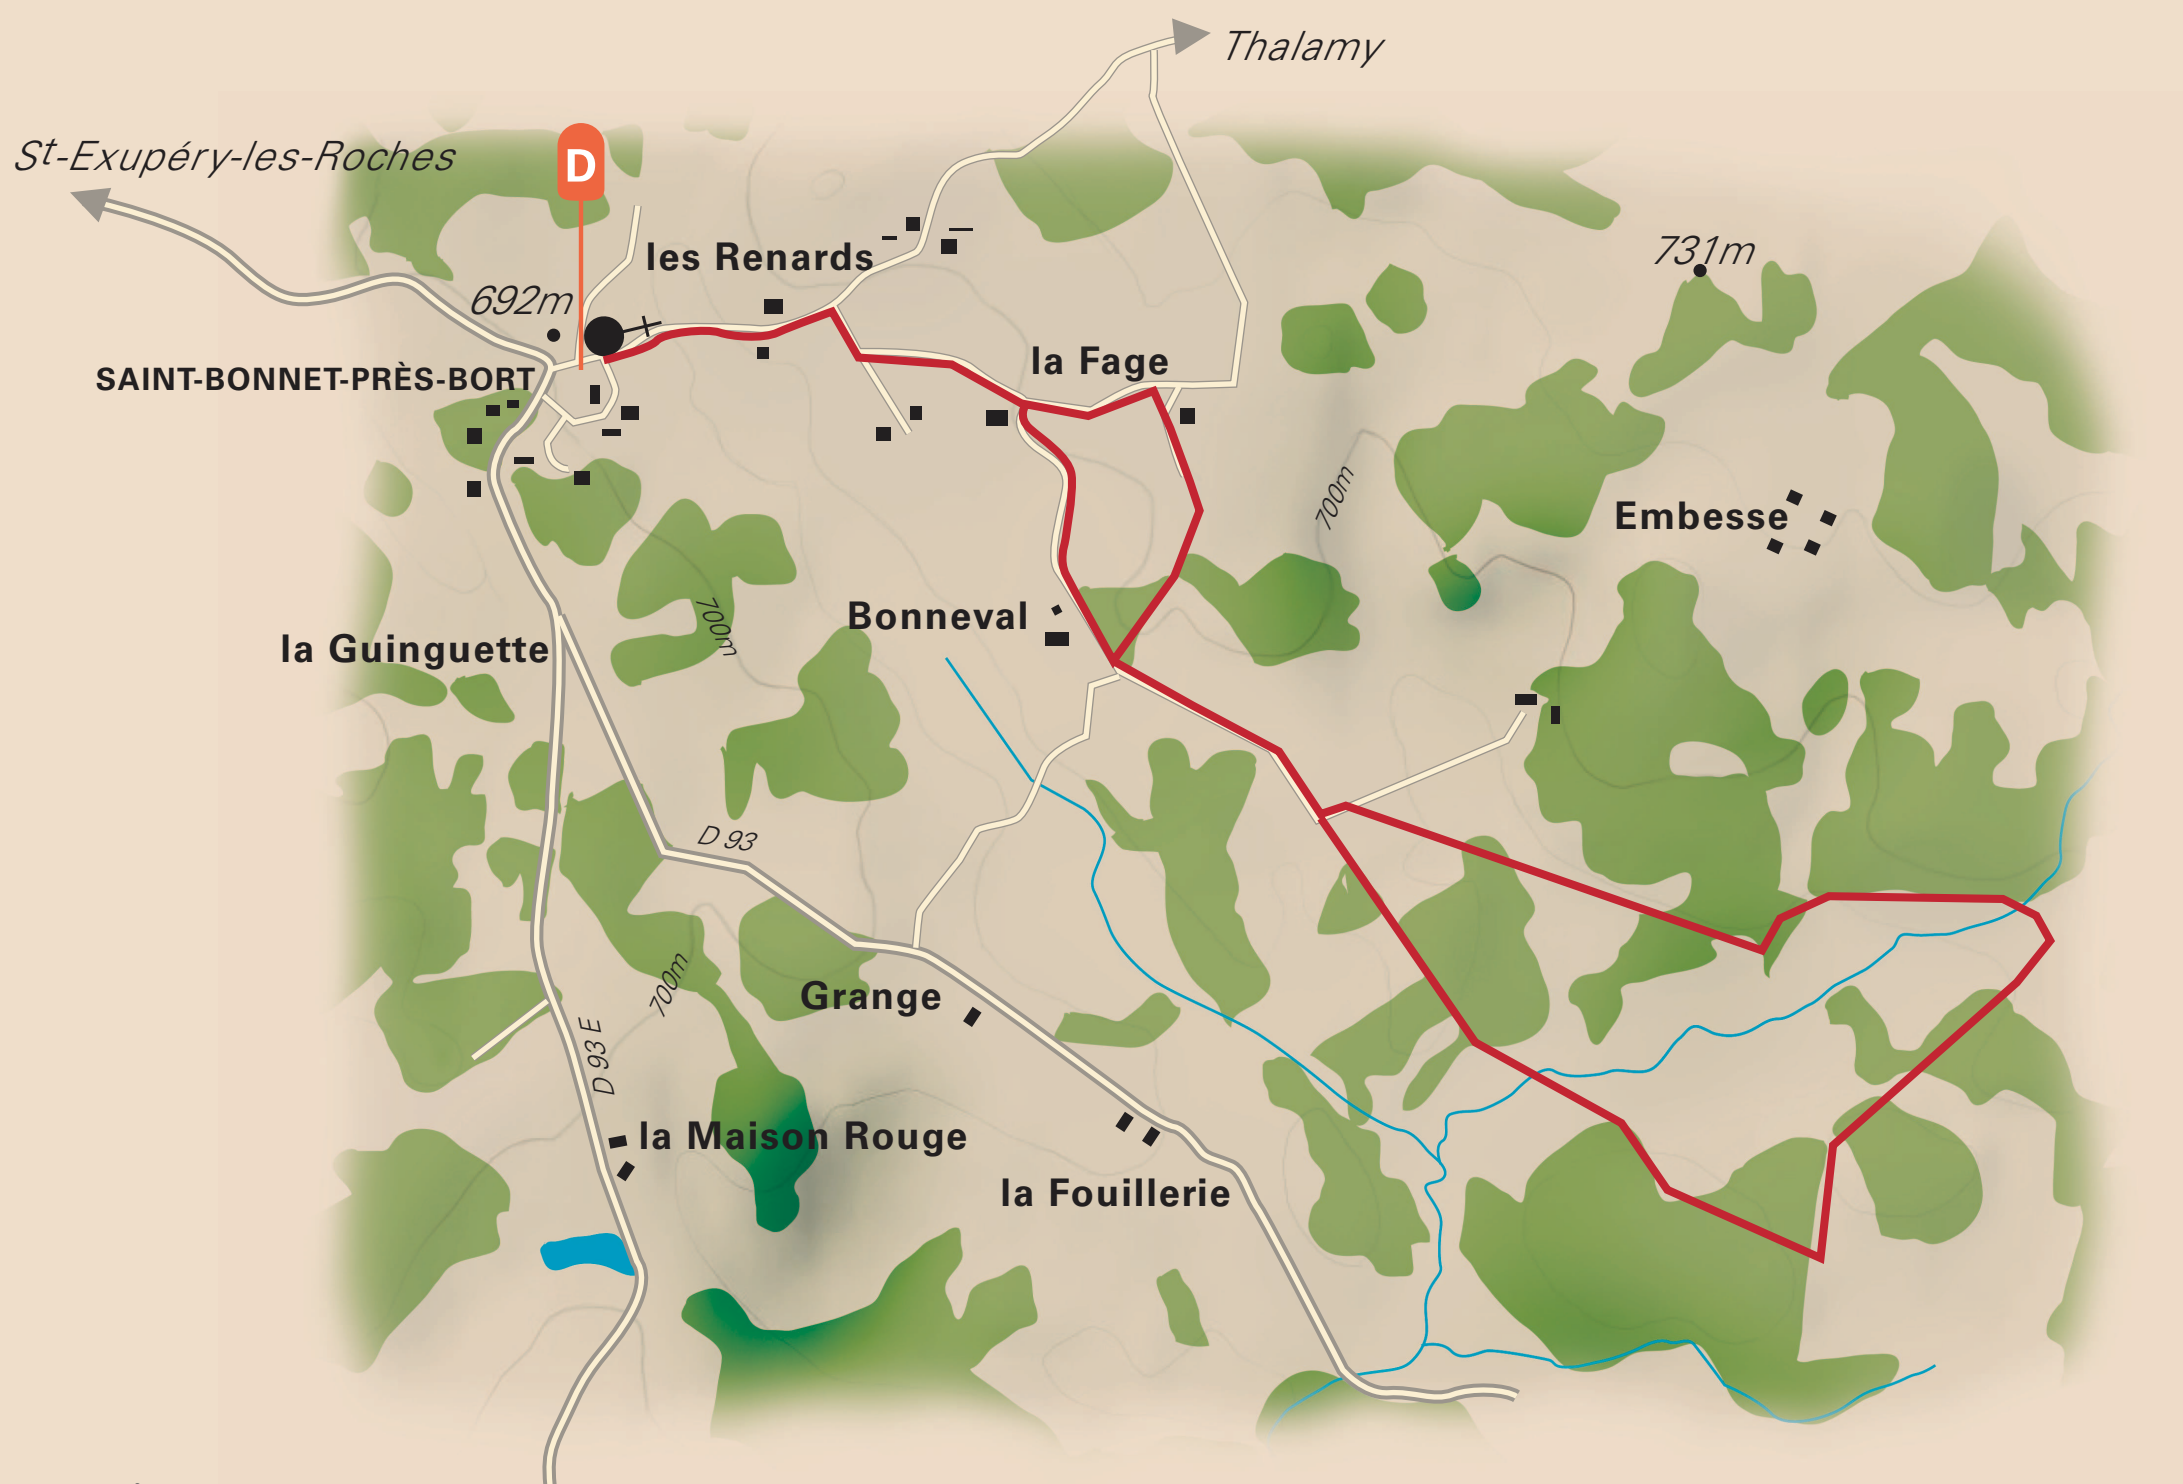 Thalamy
St-Exupéry-les-Roches
D
les Renards
731m
692m
la Fage
SAINT-BONNET-PRÈS-BORT
700m
Embesse
Bonneval
700m
la Guinguette
D 93
700m
Grange
D 93 E
la Maison Rouge
la Fouillerie